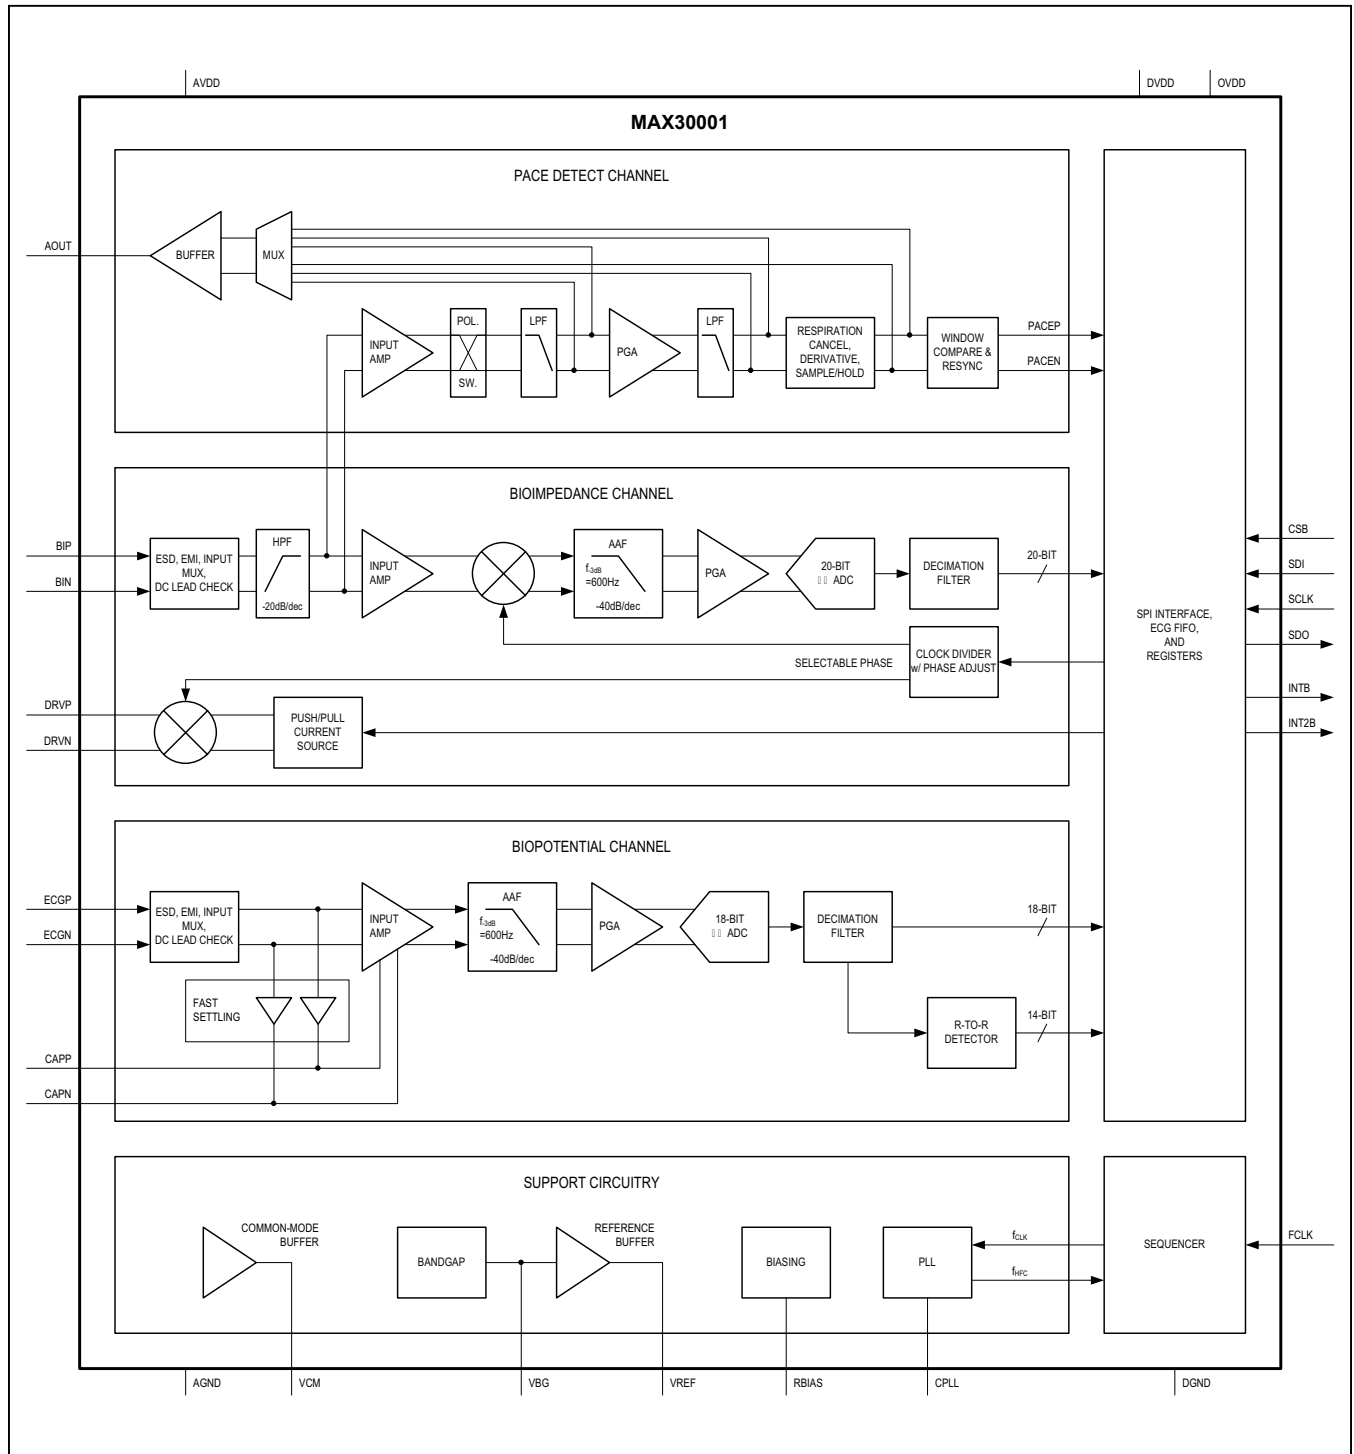 AVDD
DVDD
OVDD
MAX30001
PACE DETECT CHANNEL
AOUT
BUFFER
MUX
INPUT
AMP
POL.
SW.
LPF
PGA
LPF
RESPIRATION
CANCEL,
DERIVATIVE,
SAMPLE/HOLD
WINDOW
COMPARE &
RESYNC
PACEP
PACEN
BIOIMPEDANCE CHANNEL
BIP
BIN
ESD, EMI, INPUT
MUX,
DC LEAD CHECK
HPF
-20dB/dec
INPUT
AMP
AAF
f-3dB
=600Hz
-40dB/dec
PGA
20-BIT
ADC
DECIMATION
FILTER
20-BIT
SELECTABLE PHASE
CLOCK DIVIDER
w/ PHASE ADJUST
DRVP
DRVN
PUSH/PULL
CURRENT
SOURCE
SPI INTERFACE,
ECG FIFO,
AND
REGISTERS
CSB
SDI
SCLK
SDO
INTB
INT2B
BIOPOTENTIAL CHANNEL
ECGP
ECGN
ESD, EMI, INPUT
MUX,
DC LEAD CHECK
INPUT
AMP
AAF
f-3dB
=600Hz
-40dB/dec
PGA
18-BIT
ADC
DECIMATION
FILTER
18-BIT
FAST
SETTLING
R-TO-R
DETECTOR
14-BIT
CAPP
CAPN
SUPPORT CIRCUITRY
COMMON-MODE
BUFFER
BANDGAP
REFERENCE
BUFFER
BIASING
PLL
fCLK
fHFC
SEQUENCER
FCLK
AGND
VCM
VBG
VREF
RBIAS
CPLL
DGND